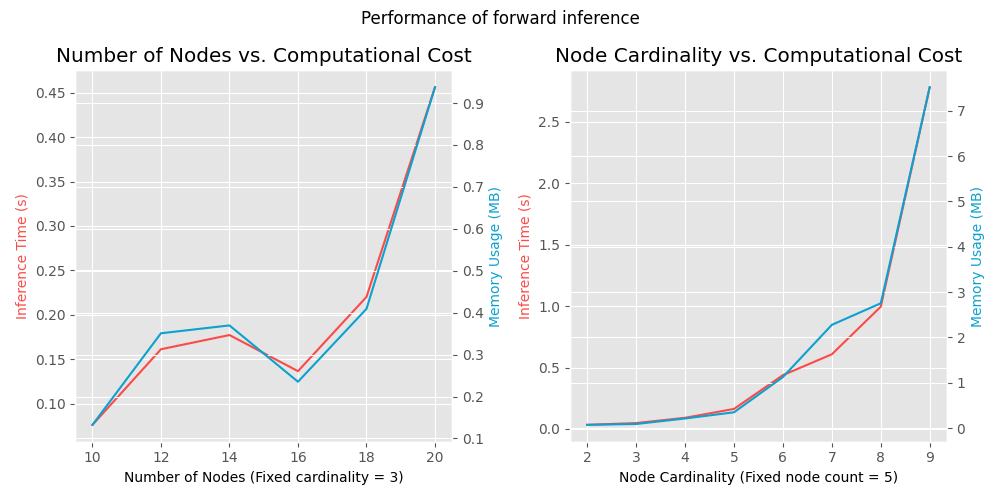 Performance of forward inference
Number of Nodes vs. Computational Cost
Inference Time (s)
0.45
0.40
0.35
0.30
0.25
0.20
0.15
0.10
0.9
0.8
0.7
0.6
0.5
0.4
0.3
0.2
0.1
Memory Usage (MB)
10 12 14 16 18 20
Number of Nodes (Fixed cardinality = 3)
Node Cardinality vs. Computational Cost
Inference Time (s)
2.5
2.0
1.5
1.0
0.5
0.0
7
6
5
4
3
2
1
0
Memory Usage (MB)
2 3 4 5 6 7 8 9
Node Cardinality (Fixed node count = 5)